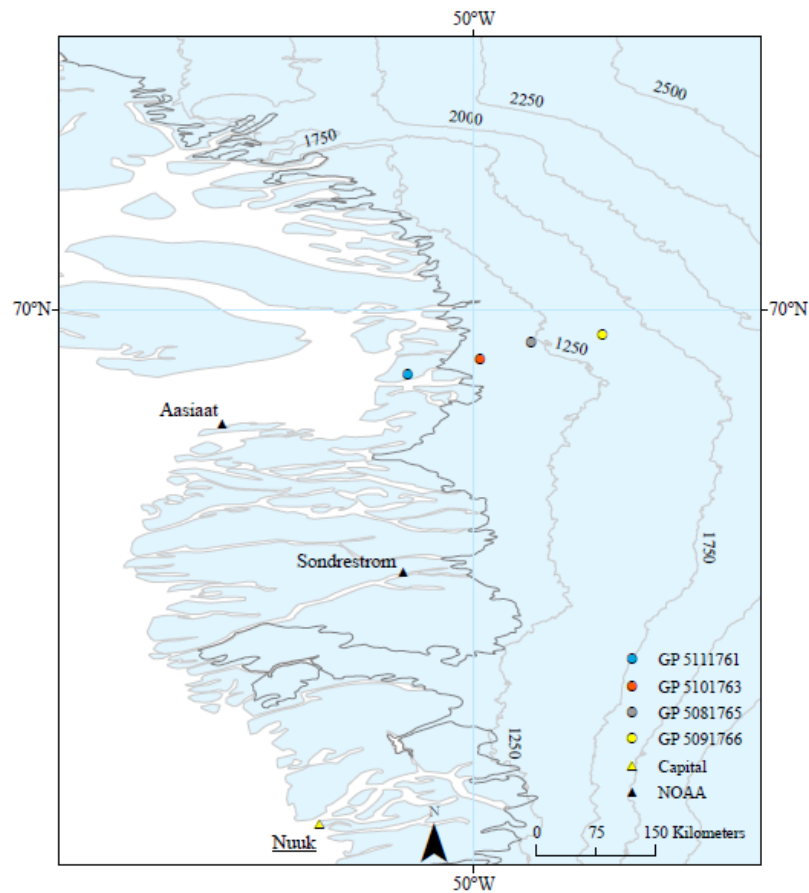 50°W
2500
2250
2000
1750
70°N
70°N
1250
Aasiaat
1750
Sondrestrom
GP 5111761
GP 5101763
GP 5081765
GP 5091766
1250
Capital
NOAA
N
0 75 150 Kilometers
Nuuk
50°W